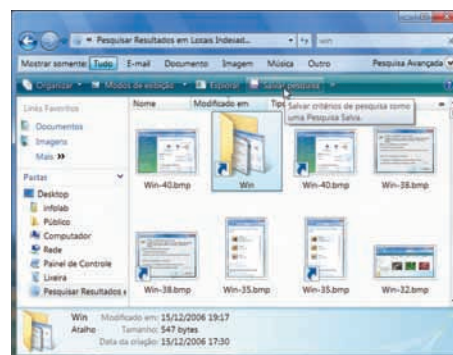 Pesquisar Resultados em Locais Indexad...
win
Mostrar somente: Tudo E-mail Documento Imagem Música Outro Pesquisa Avançada
Organizar Modos de exibição Explorar Salvar pesquisa
Salvar critérios de pesquisa como
uma Pesquisa Salva.
Links Favoritos
Documentos
Imagens
Mais
Pastas
Desktop
infolab
Público
Computador
Rede
Painel de Controle
Lixeira
Pesquisar Resultados e
Nome Modificado em Tipo
Win-40.bmp Win Win-40.bmp Win-38.bmp
Win-38.bmp Win-35.bmp Win-35.bmp Win-32.bmp
Win Modificado em: 15/12/2006 19:17
Atalho Tamanho: 547 bytes
Data da criação: 15/12/2006 17:30